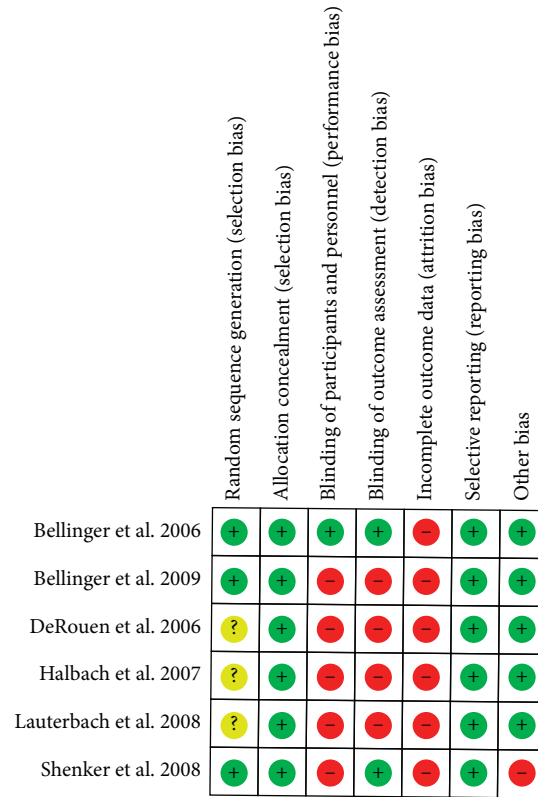 Random sequence generation (selection bias)
Allocation concealment (selection bias)
Blinding of participants and personnel (performance bias)
Blinding of outcome assessment (detection bias)
Incomplete outcome data (attrition bias)
Selective reporting (reporting bias)
Other bias
Bellinger et al. 2006 + + + + − + +
Bellinger et al. 2009 + + − − − + +
DeRouen et al. 2006 ? + − − − + +
Halbach et al. 2007 ? + − − − + +
Lauterbach et al. 2008 ? + − − − + +
Shenker et al. 2008 + + − + − + −